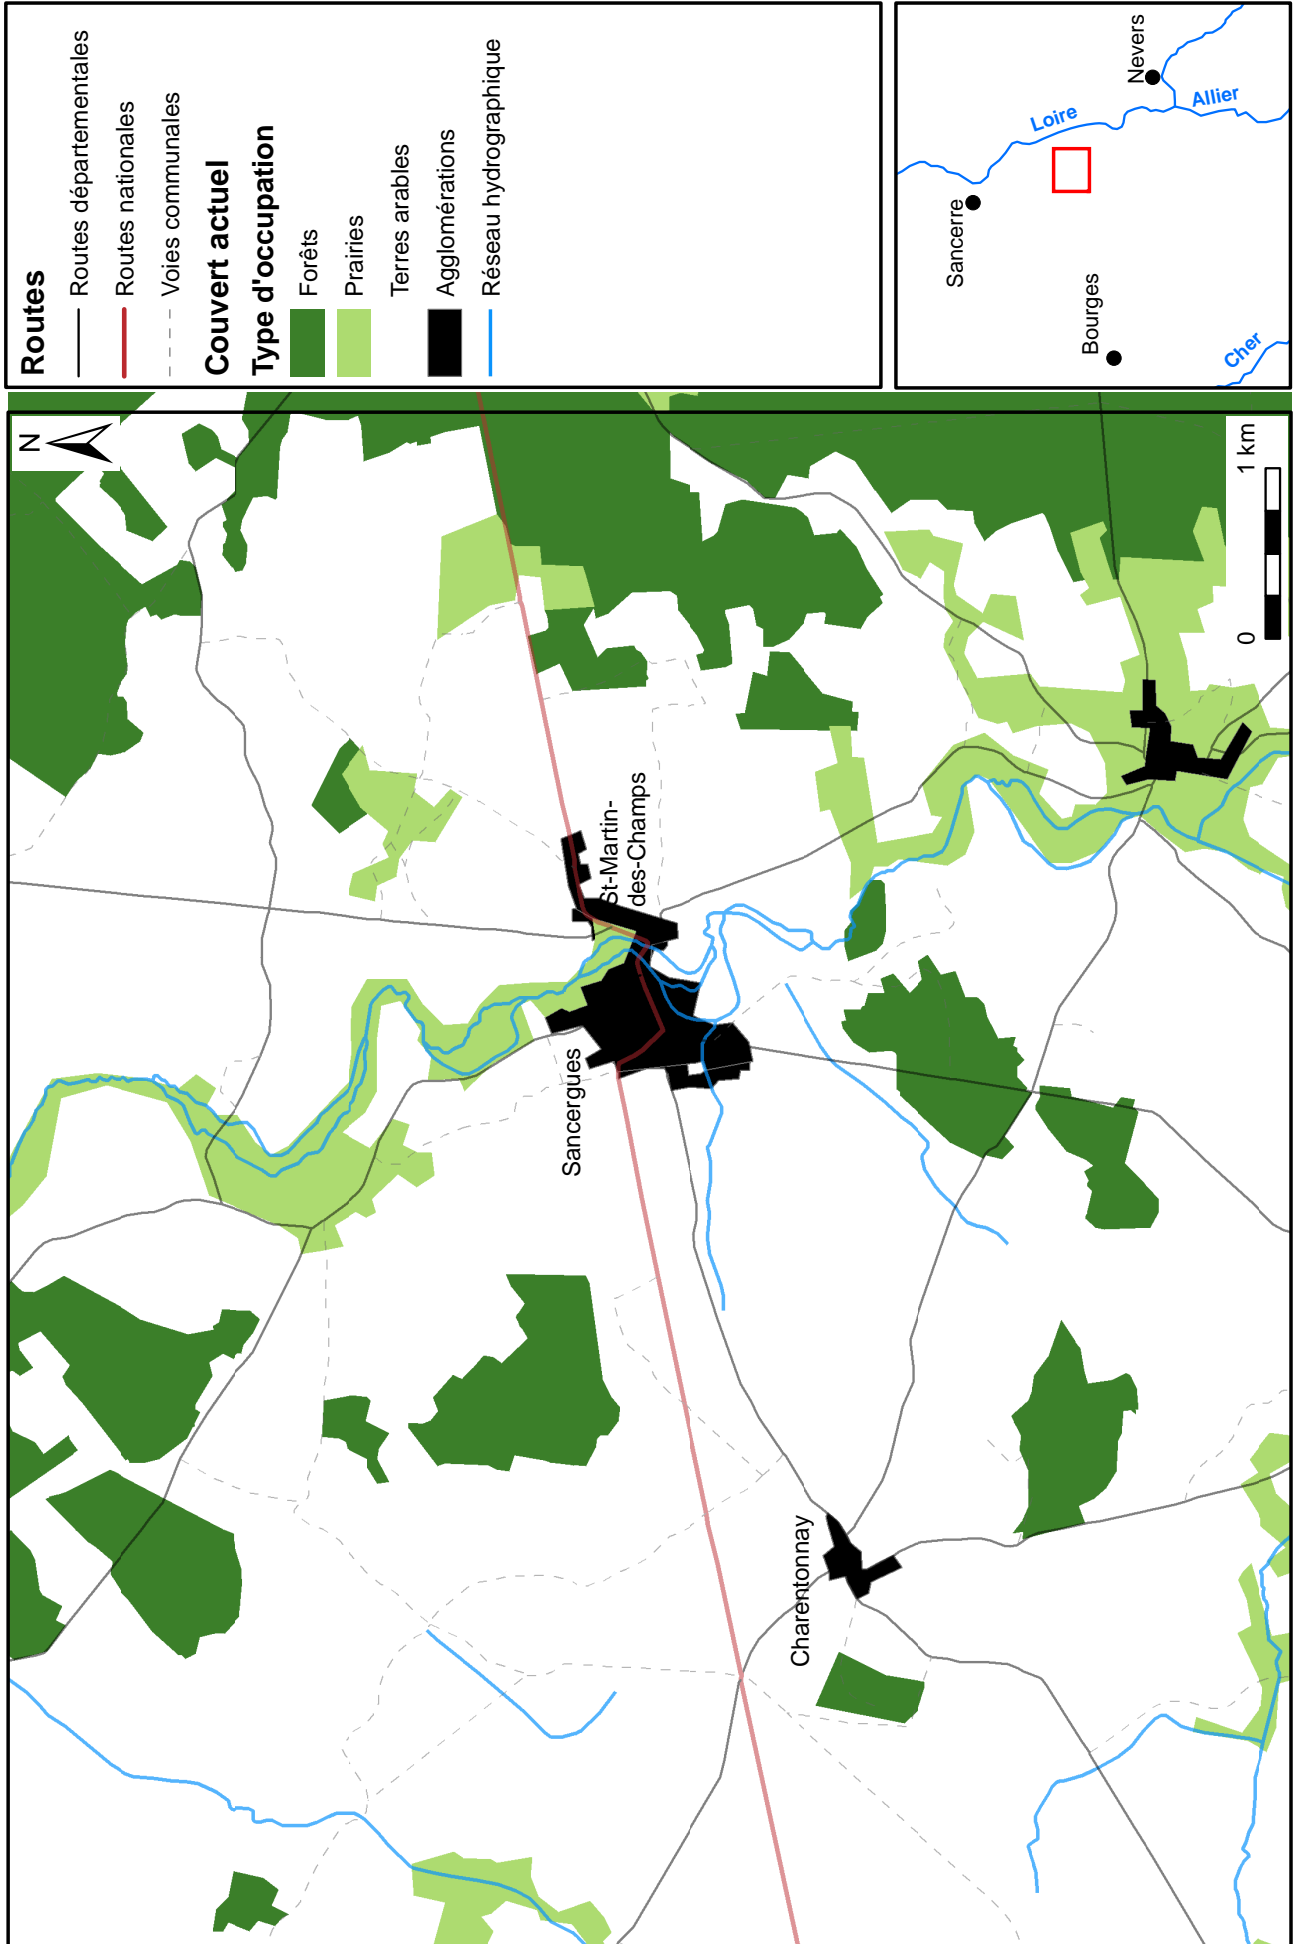 Routes
Routes départementales
Routes nationales
Voies communales
Couvert actuel
Type d'occupation
Forêts
Prairies
Terres arables
Agglomérations
Réseau hydrographique
N
St-Martin-
des-Champs
Sancergues
Charentonnay
0
1 km
Sancerre
Bourges
Nevers
Loire
Allier
Cher